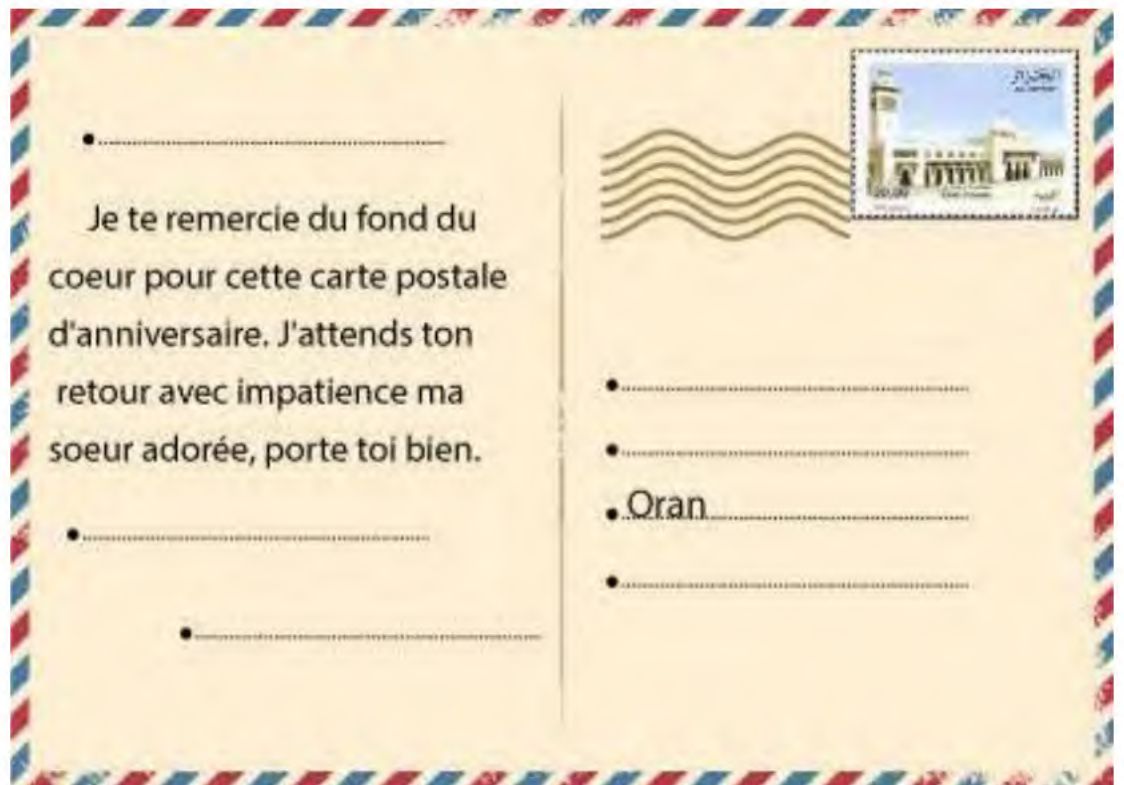 Je te remercie du fond du
coeur pour cette carte postale
d'anniversaire. J'attends ton
retour avec impatience ma
soeur adorée, porte toi bien.
الجزائر
Oran